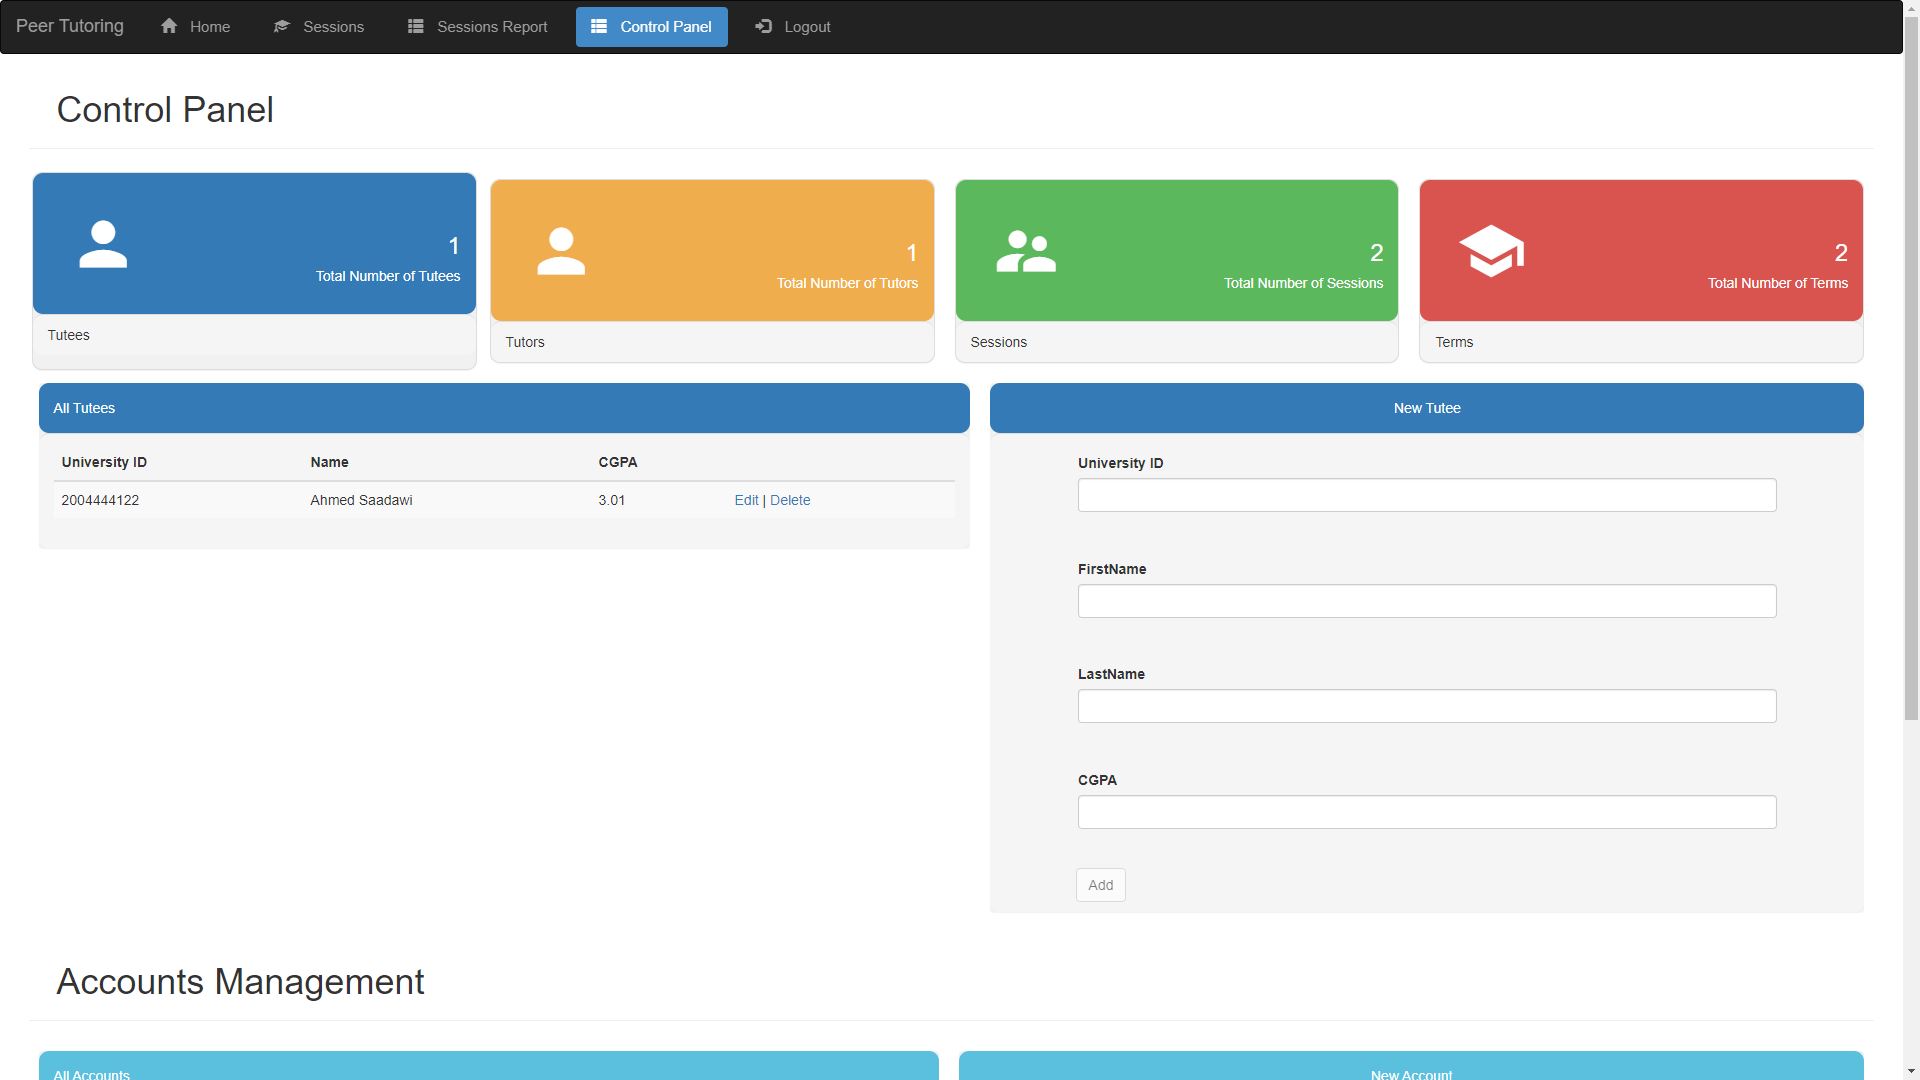 Peer Tutoring Home Sessions Sessions Report Control Panel Logout
Control Panel
1
Total Number of Tutees
Tutees
1
Total Number of Tutors
Tutors
2
Total Number of Sessions
Sessions
2
Total Number of Terms
Terms
All Tutees
University ID Name CGPA
2004444122 Ahmed Saadawi 3.01 Edit | Delete
New Tutee
University ID
FirstName
LastName
CGPA
Add
Accounts Management
All Accounts
New Account